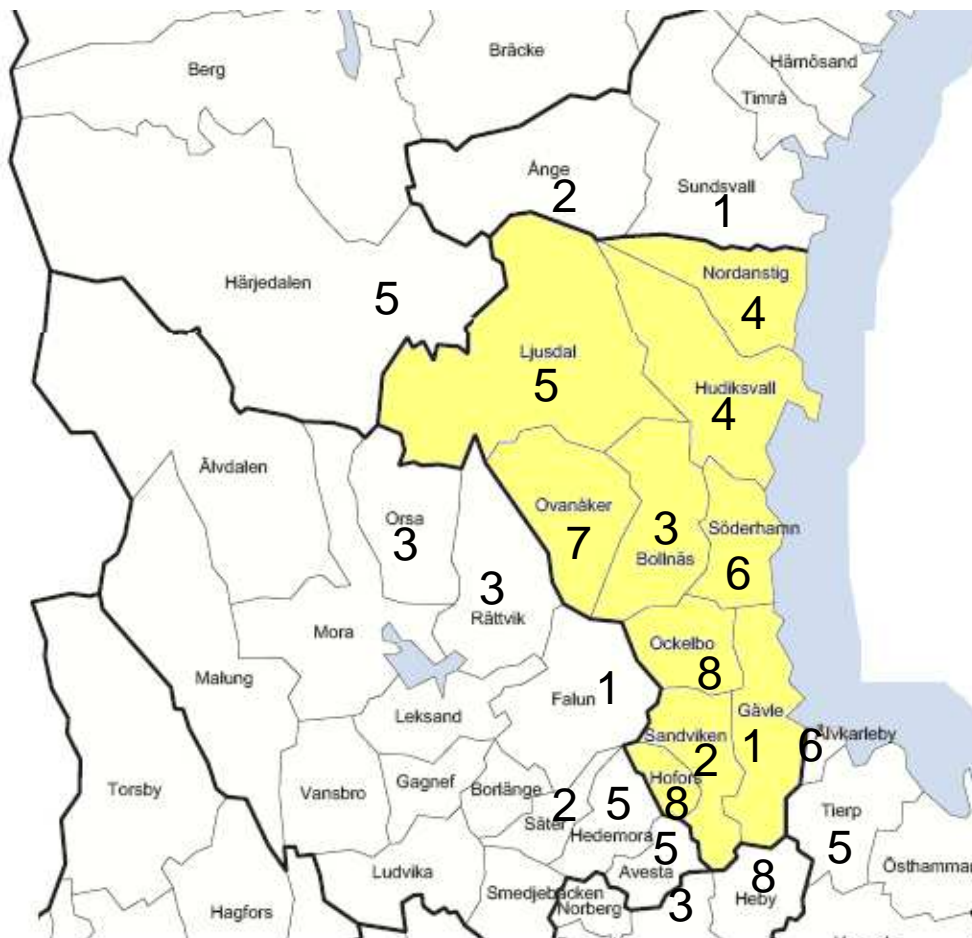 Bräcke
Härnösand
Berg
Timrå
Ånge
2
Sundsvall
1
Nordanstig
4
Härjedalen
5
Ljusdal
5
Hudiksvall
4
Älvdalen
Orsa
3
Ovanåker
7
3
Bollnäs
Söderhamn
6
3
Rättvik
Mora
Ockelbo
8
Malung
Falun 1
Leksand
Gävle
1
Sandviken
2
6
Älvkarleby
Torsby
Vansbro
Gagnef
Borlänge
Hofors
8
Säter
2
5
Hedemora
Tierp
5
5
Avesta
Ludvika
Östhammar
Smedjebäcken
Norberg
3
8
Heby
Hagfors